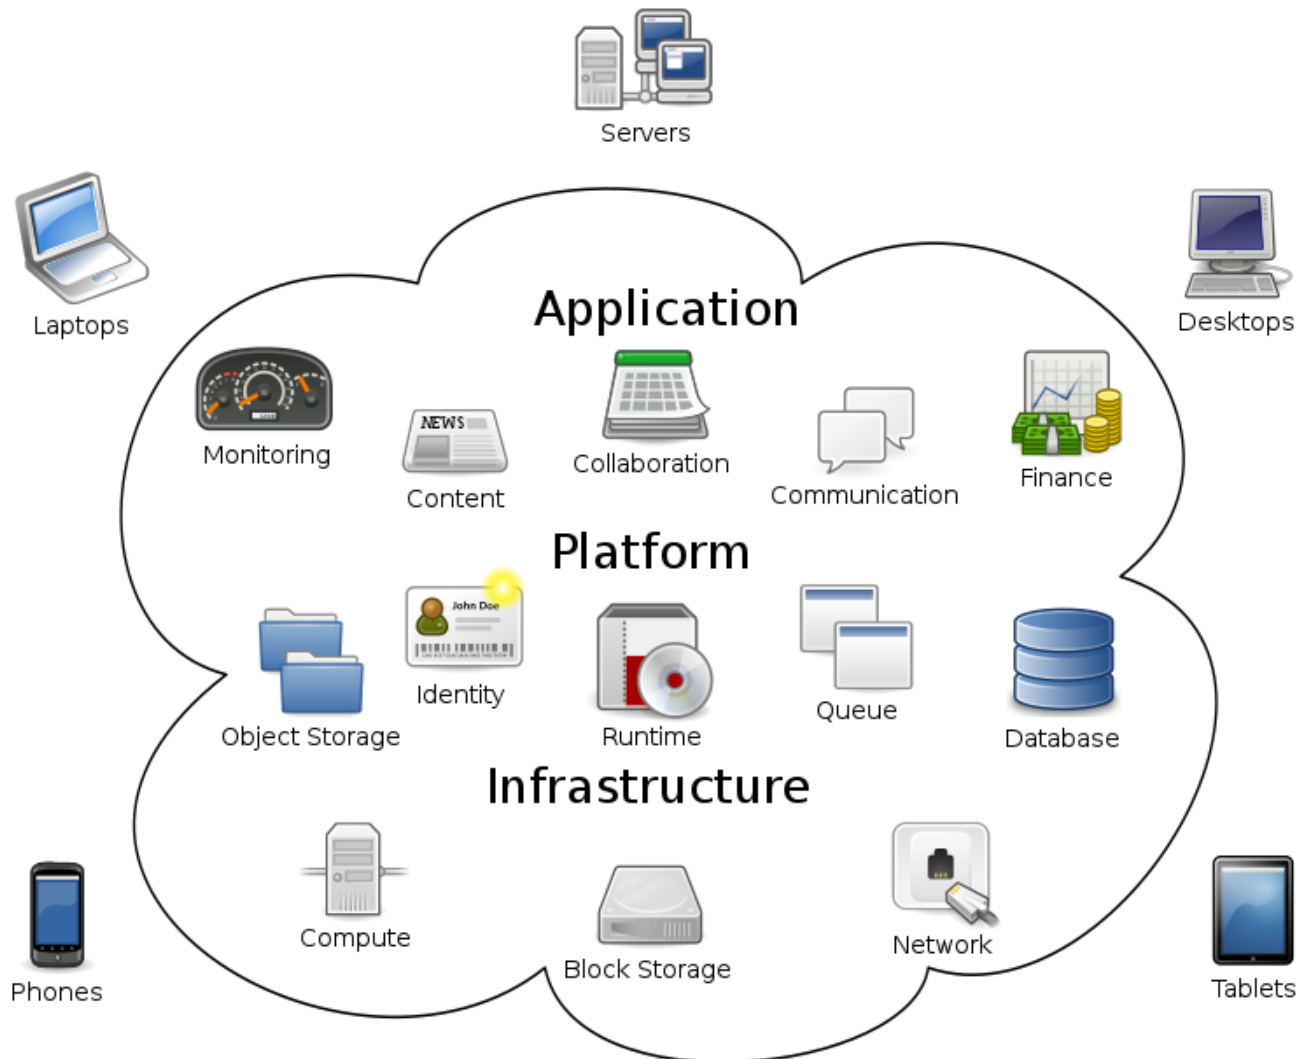 Servers
Laptops
Desktops
Application
Monitoring
NEWS
Content
Collaboration
Communication
Finance
Platform
John Doe
Identity
Object Storage
Runtime
Queue
Database
Infrastructure
Compute
Block Storage
Network
Phones
Tablets